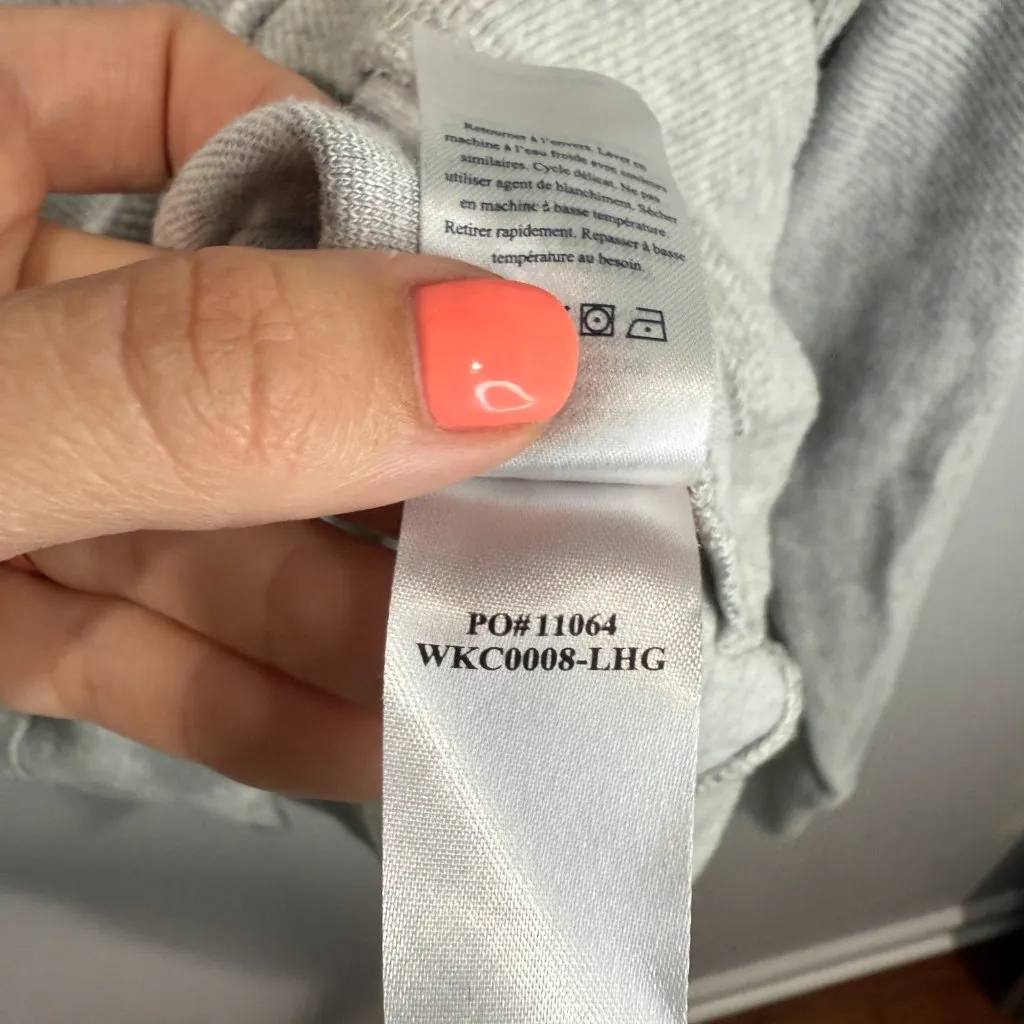 Retourner à l'envers. Laver en
machine à l'eau froide avec couleurs
similaires. Cycle délicat. Ne pas
utiliser agent de blanchiment. Sécher
en machine à basse température.
Retirer rapidement. Repasser à basse
température au besoin.
PO# 11064
WKC0008-LHG